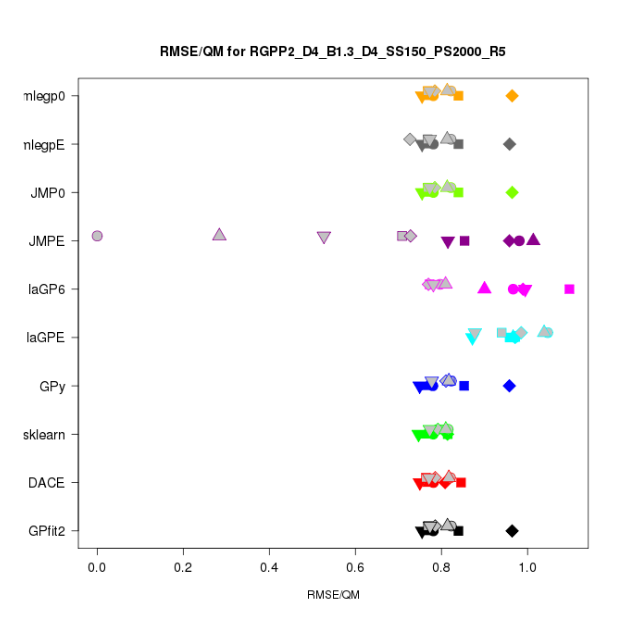 RMSE/QM for RGPP2_D4_B1.3_D4_SS150_PS2000_R5
mlegp0
mlegpE
JMP0
JMPE
laGP6
laGPE
GPy
sklearn
DACE
GPfit2
0.0 0.2 0.4 0.6 0.8 1.0
RMSE/QM